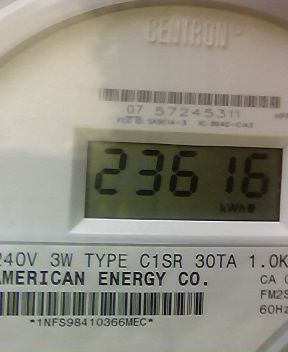 CENTRON
07 57245311
23616
kWh
240V 3W TYPE C1SR 30TA 1.0K
AMERICAN ENERGY CO.
CA
FM2S
60Hz
*1NFS98410366MEC*